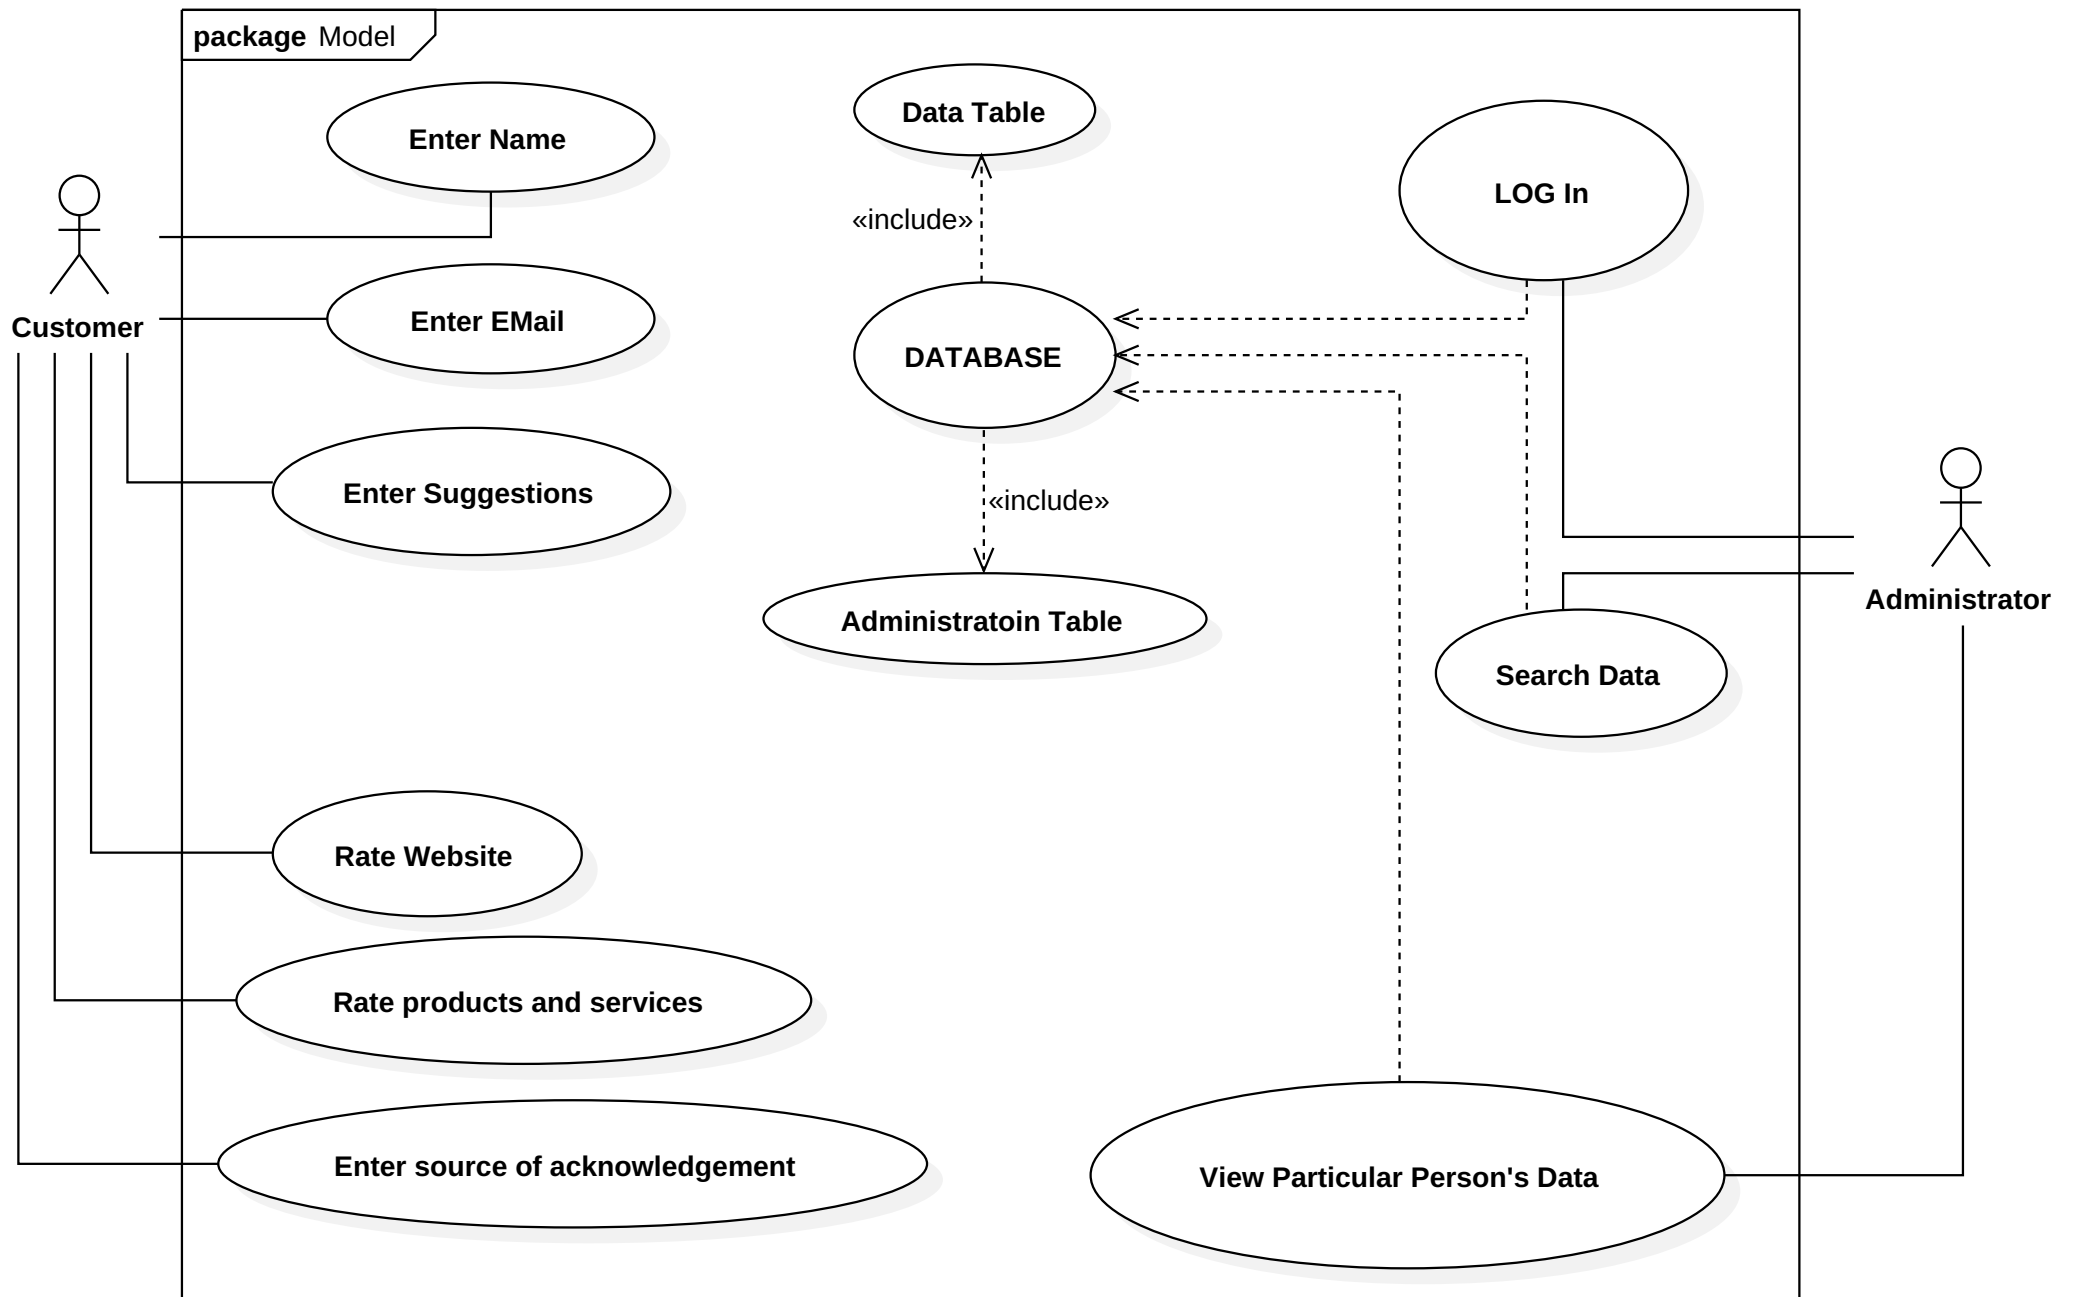 package Model
Enter Name
Data Table
LOG In
«include»
Customer
Enter EMail
DATABASE
Enter Suggestions
«include»
Administrator
Administratoin Table
Search Data
Rate Website
Rate products and services
Enter source of acknowledgement
View Particular Person's Data